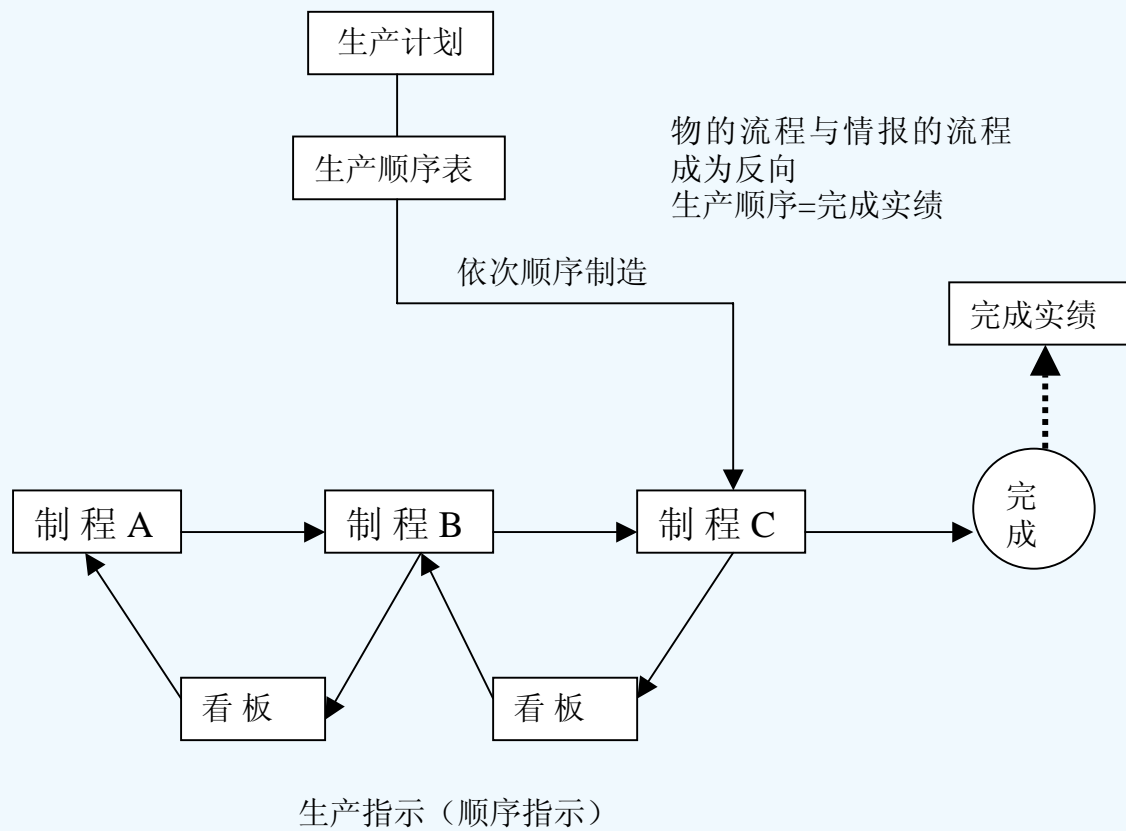 生产计划
生产顺序表
物的流程与情报的流程
成为反向
生产顺序=完成实绩
依次顺序制造
完成实绩
制 程 A
制 程 B
制 程 C
完
成
看 板
看 板
生产指示（顺序指示）